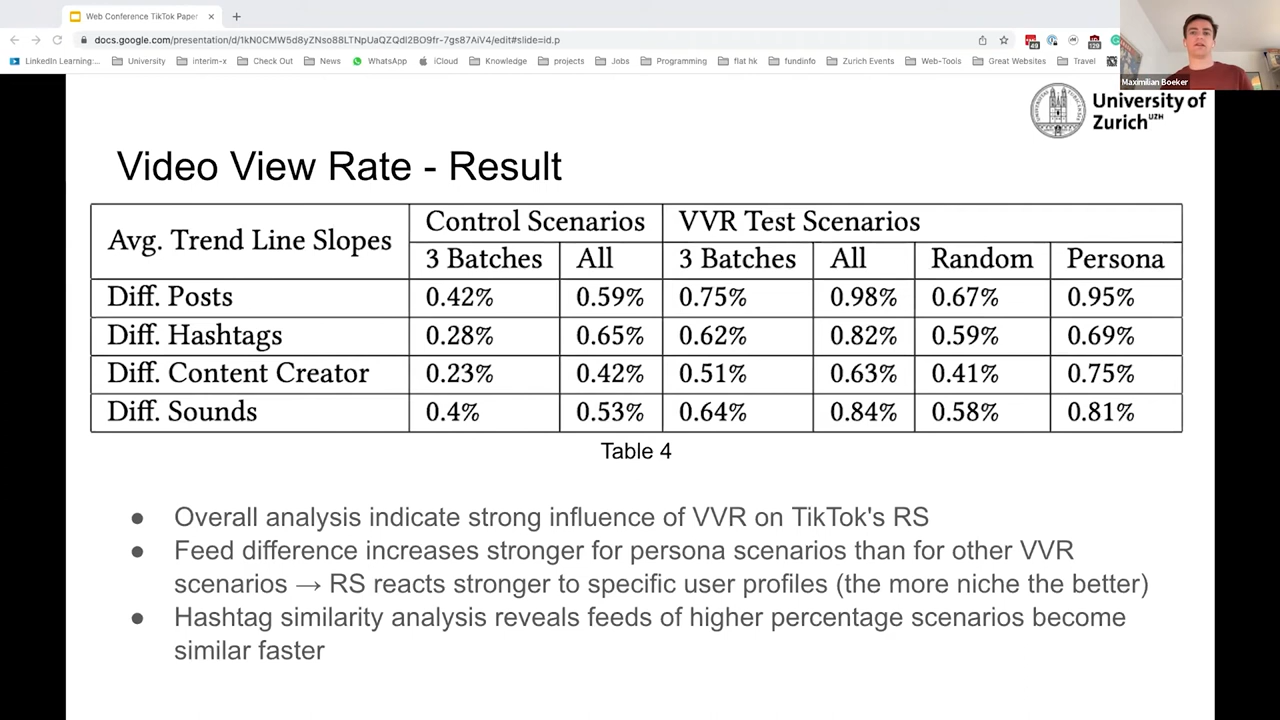 Web Conference TikTok Paper
docs.google.com/presentation/d/1kN0CMW5d8yZNso88LTNpUaQZQdI2BO9fr-7gs87AiV4/edit#slide=id.p
LinkedIn Learning:... University interim-x Check Out News WhatsApp iCloud Knowledge projects Jobs Programming flat hk fundinfo Zurich Events Web-Tools Great Websites Travel
Maximilian Boeker
University of
Zurich UZH
Video View Rate - Result
Avg. Trend Line Slopes Control Scenarios VVR Test Scenarios
3 Batches All 3 Batches All Random Persona
Diff. Posts 0.42% 0.59% 0.75% 0.98% 0.67% 0.95%
Diff. Hashtags 0.28% 0.65% 0.62% 0.82% 0.59% 0.69%
Diff. Content Creator 0.23% 0.42% 0.51% 0.63% 0.41% 0.75%
Diff. Sounds 0.4% 0.53% 0.64% 0.84% 0.58% 0.81%
Table 4
● Overall analysis indicate strong influence of VVR on TikTok's RS
● Feed difference increases stronger for persona scenarios than for other VVR
scenarios → RS reacts stronger to specific user profiles (the more niche the better)
● Hashtag similarity analysis reveals feeds of higher percentage scenarios become
similar faster